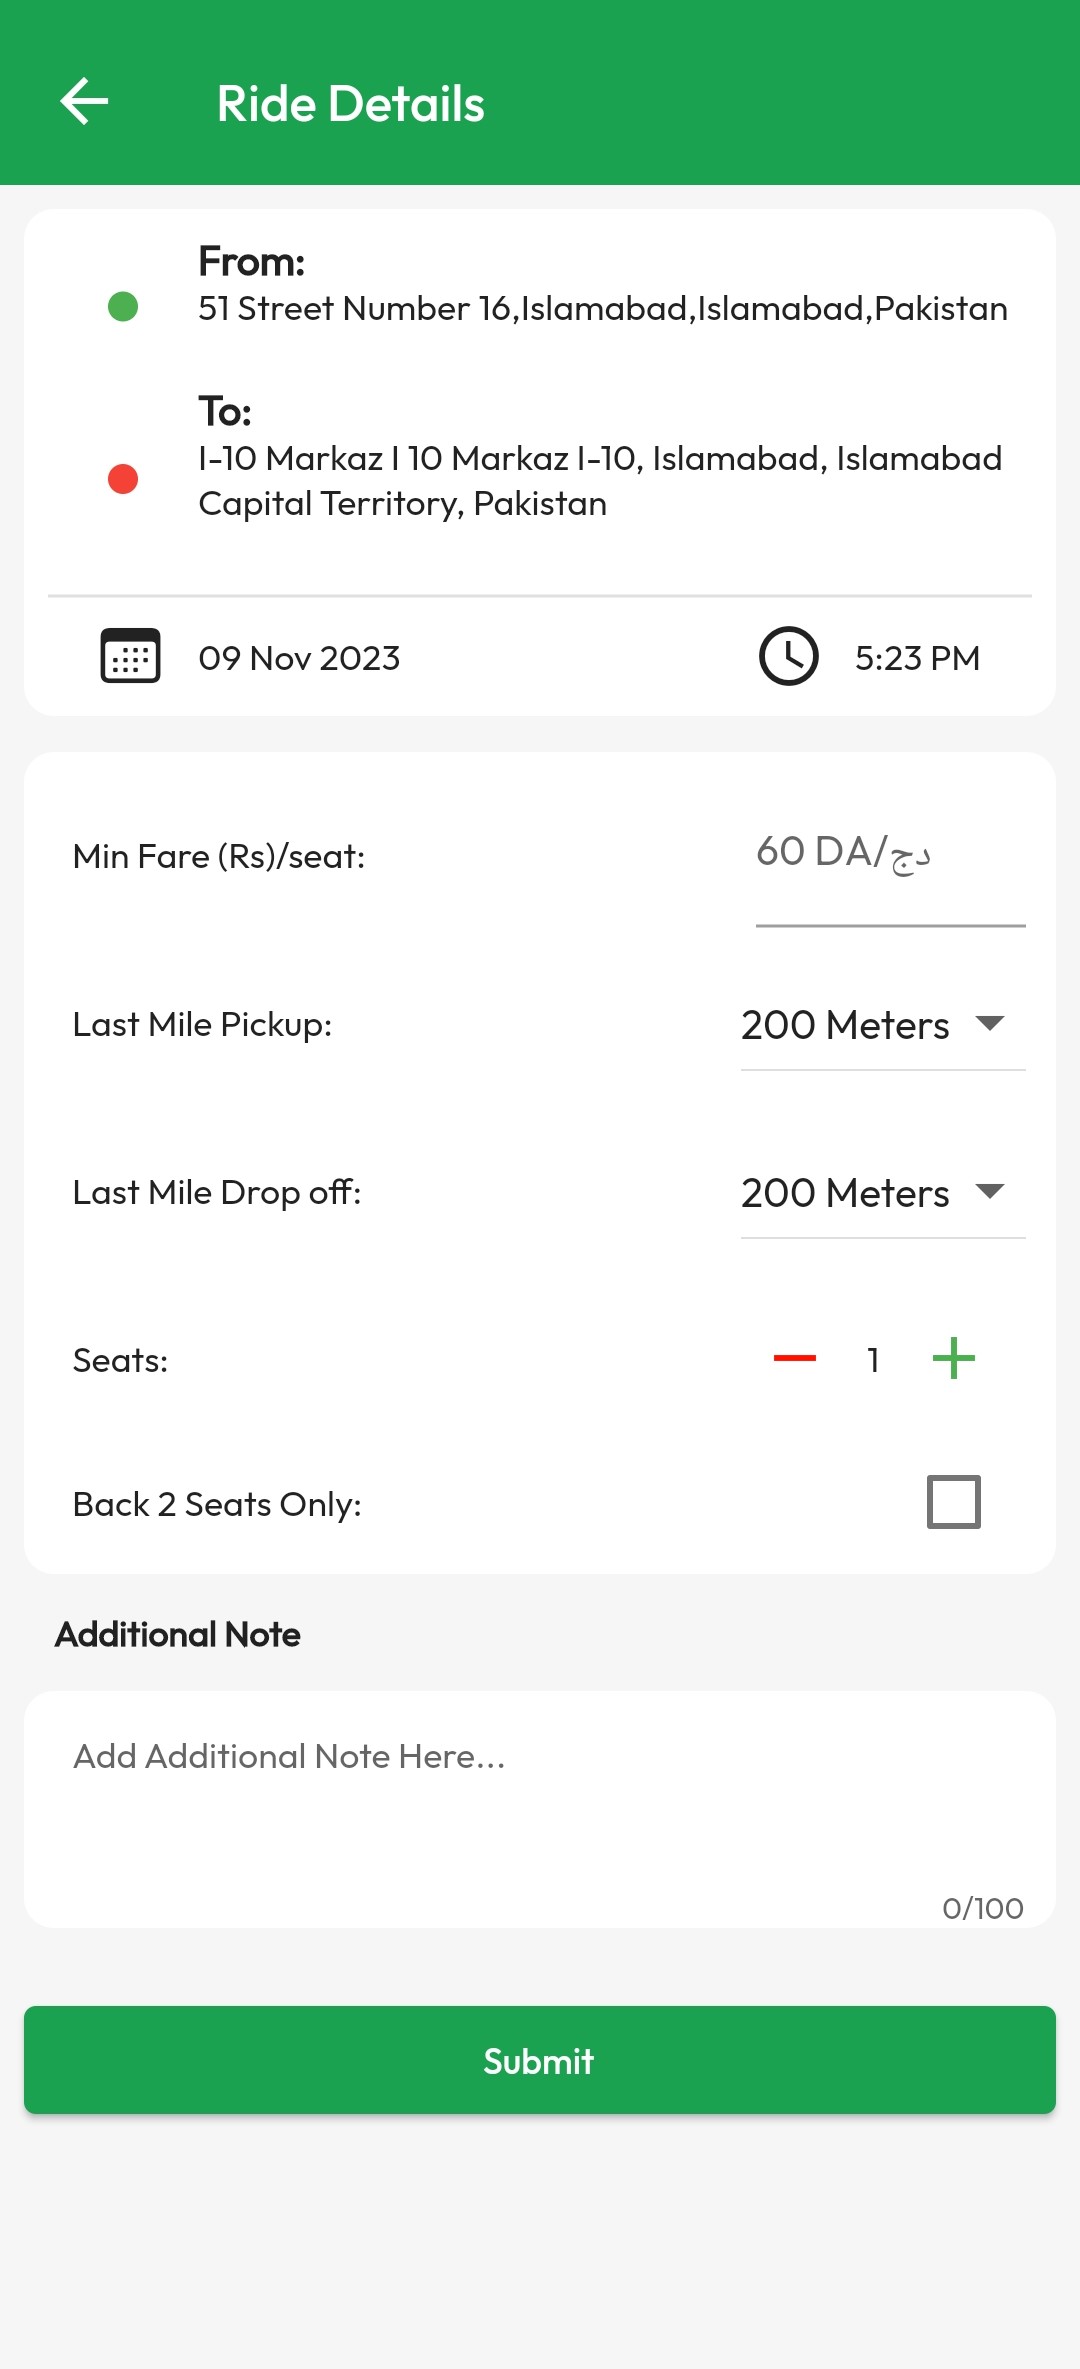 Ride Details
From:
51 Street Number 16,Islamabad,Islamabad,Pakistan
To:
I-10 Markaz I 10 Markaz I-10, Islamabad, Islamabad
Capital Territory, Pakistan
09 Nov 2023
5:23 PM
Min Fare (Rs)/seat:
60 DA/دج
Last Mile Pickup:
200 Meters
Last Mile Drop off:
200 Meters
Seats:
1
Back 2 Seats Only:
Additional Note
Add Additional Note Here...
0/100
Submit